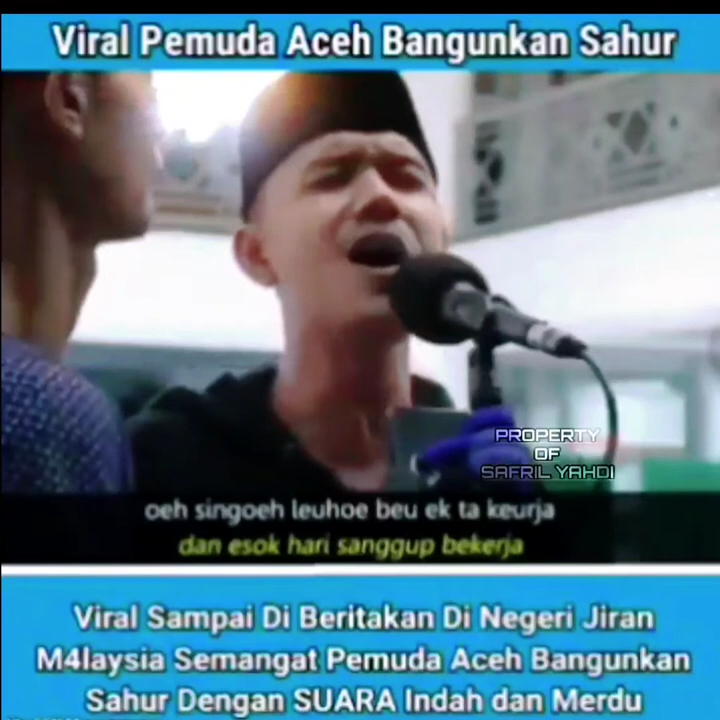 Viral Pemuda Aceh Bangunkan Sahur
PROPERTY
OF
SAFRIL YAHDI
oeh singoeh leuhoe beu ek ta keurja
dan esok hari sanggup bekerja
Viral Sampai Di Beritakan Di Negeri Jiran
M4laysia Semangat Pemuda Aceh Bangunkan
Sahur Dengan SUARA Indah dan Merdu